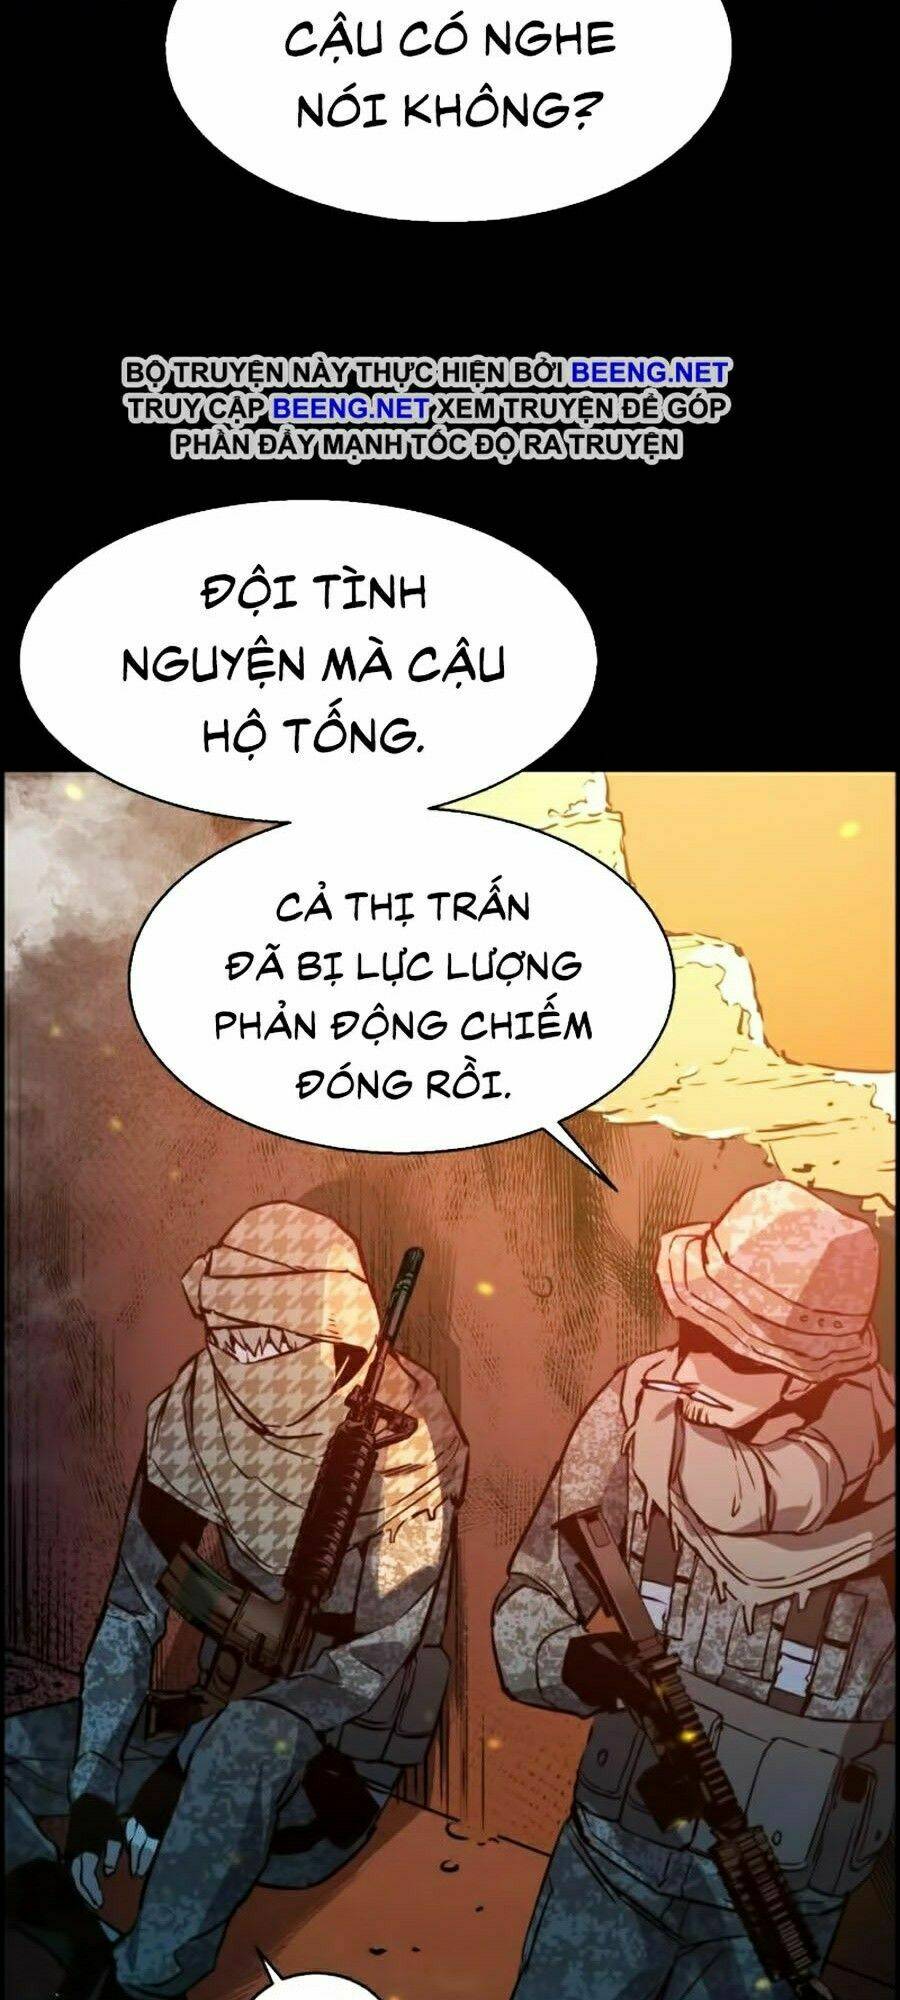 CẬU CÓ NGHE
NÓI KHÔNG?
BỘ TRUYỆN NÀY THỰC HIỆN BỞI BEENG.NET
TRUY CẬP BEENG.NET XEM TRUYỆN ĐỂ GÓP
PHẦN ĐẨY MẠNH TỐC ĐỘ RA TRUYỆN
ĐỘI TÌNH
NGUYỆN MÀ CẬU
HỘ TỐNG.
CẢ THỊ TRẤN
ĐÃ BỊ LỰC LƯỢNG
PHẢN ĐỘNG CHIẾM
ĐÓNG RỒI.